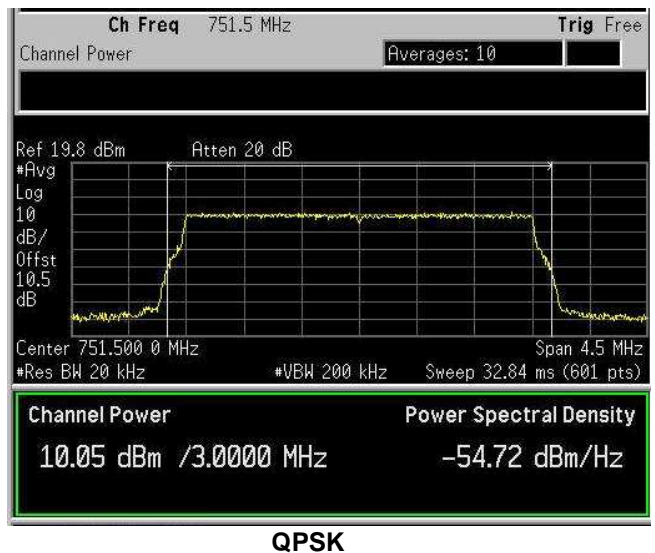 Ch Freq 751.5 MHz Trig Free
Channel Power Averages: 10
Ref 19.8 dBm Atten 20 dB
#Avg
Log
10
dB/
Offst
10.5
dB
Center 751.500 0 MHz Span 4.5 MHz
#Res BW 20 kHz #VBW 200 kHz Sweep 32.84 ms (601 pts)
Channel Power Power Spectral Density
10.05 dBm /3.0000 MHz -54.72 dBm/Hz
QPSK